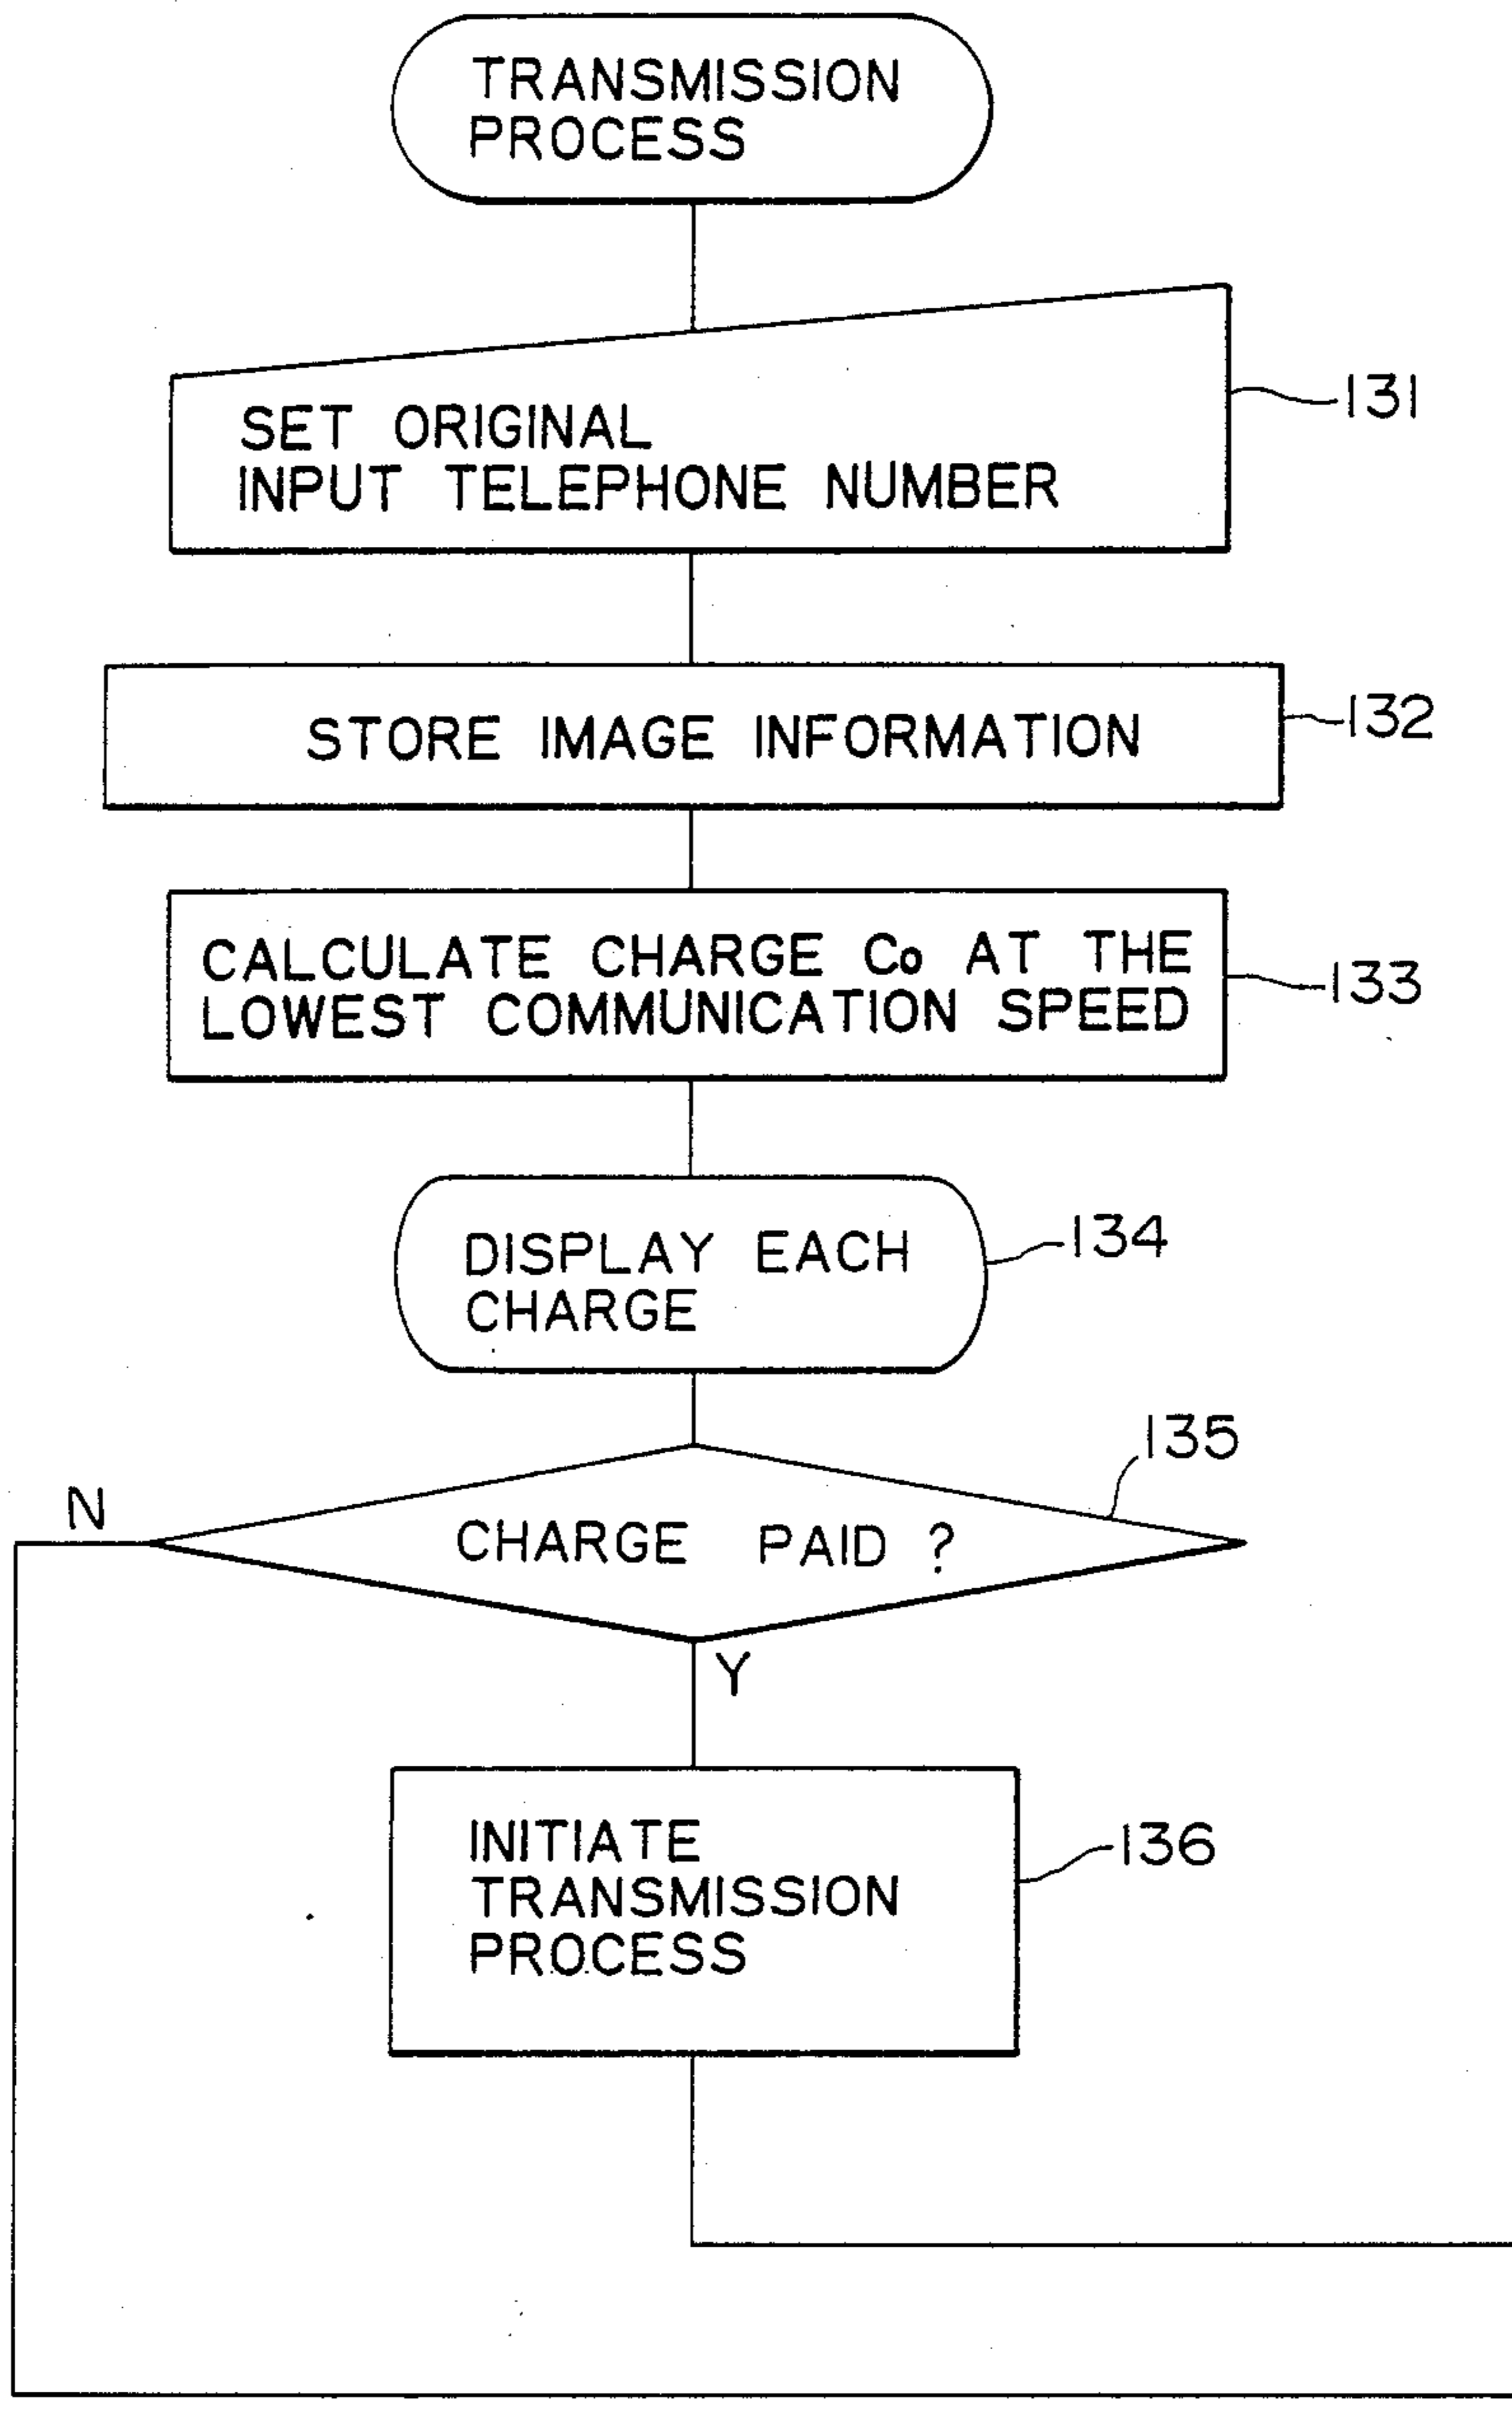 TRANSMISSION
PROCESS
SET ORIGINAL
INPUT TELEPHONE NUMBER
131
STORE IMAGE INFORMATION
132
CALCULATE CHARGE Co AT THE
LOWEST COMMUNICATION SPEED
133
DISPLAY EACH
CHARGE
134
135
N
CHARGE PAID ?
Y
INITIATE
TRANSMISSION
PROCESS
136